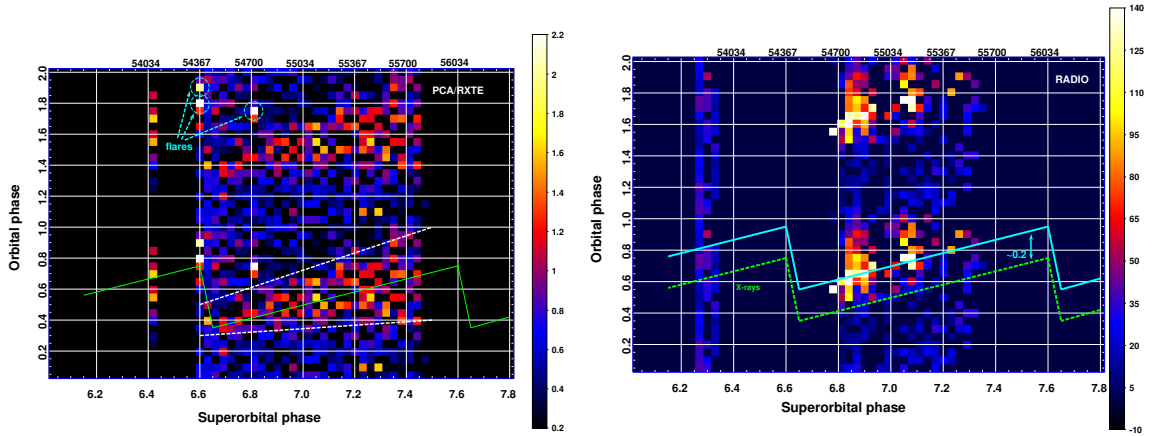 54034 54367 54700 55034 55367 55700 56034
PCA/RXTE
flares
2.0 1.8 1.6 1.4 1.2 1.0 0.8 0.6 0.4 0.2
Orbital phase
6.2 6.4 6.6 6.8 7.0 7.2 7.4 7.6 7.8
Superorbital phase
2.2 2 1.8 1.6 1.4 1.2 1 0.8 0.6 0.4 0.2
54034 54367 54700 55034 55367 55700 56034
RADIO
~0.2
X-rays
2.0 1.8 1.6 1.4 1.2 1.0 0.8 0.6 0.4 0.2
Orbital phase
6.2 6.4 6.6 6.8 7.0 7.2 7.4 7.6 7.8
Superorbital phase
140 125 110 95 80 65 50 35 20 5 -10